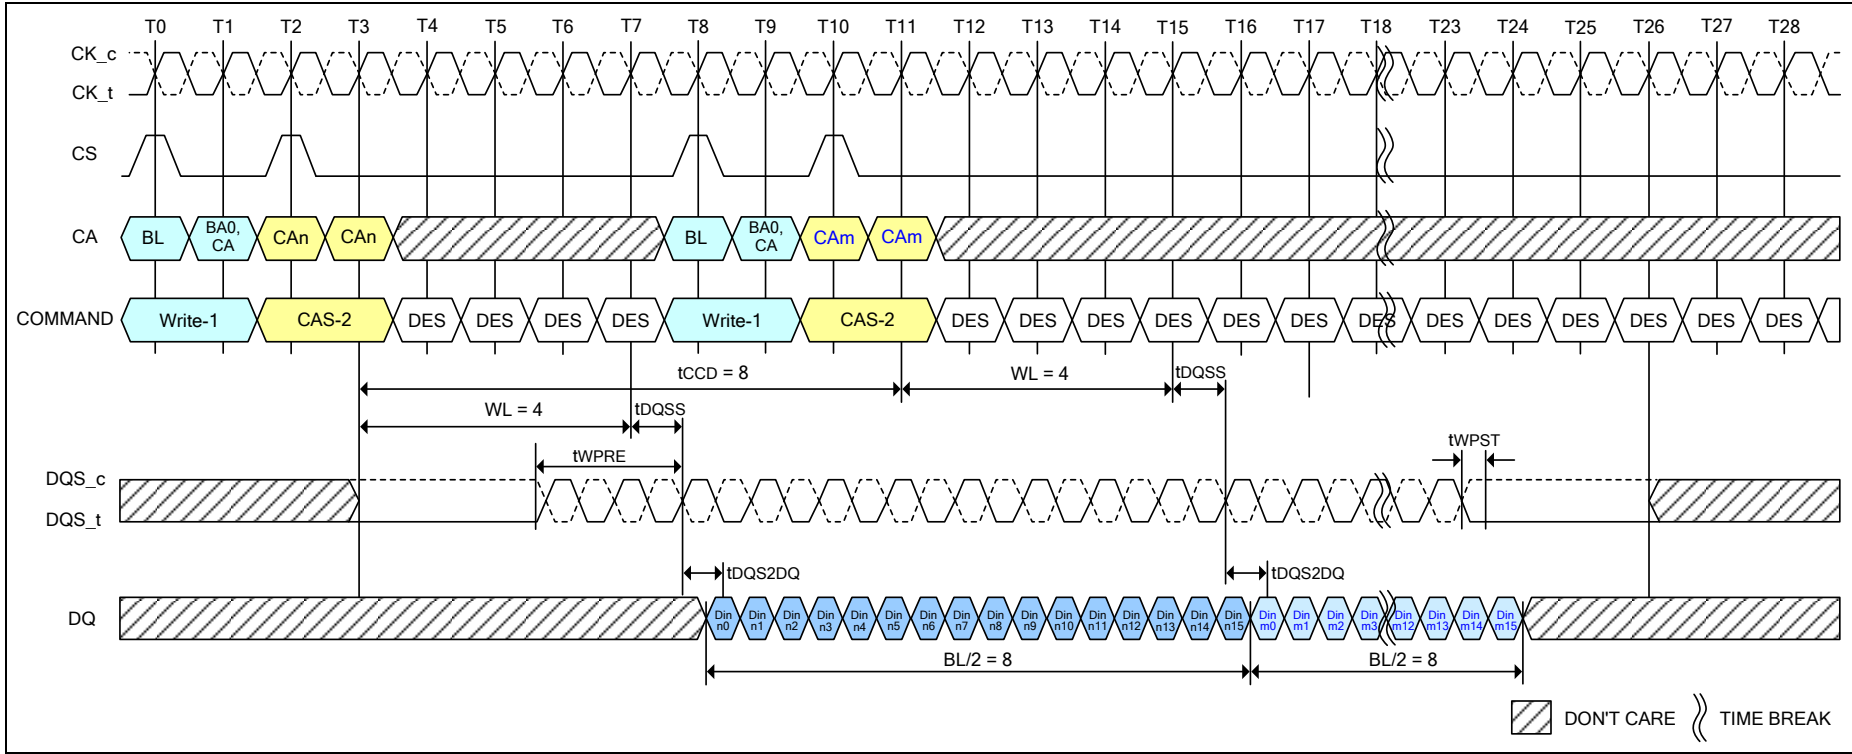 T0 T1 T2 T3 T4 T5 T6 T7 T8 T9 T10 T11 T12 T13 T14 T15 T16 T17 T18 T23 T24 T25 T26 T27 T28
CK_c
CK_t
CS
CA BL BA0, CA CAn CAn BL BA0, CA CAm CAm
COMMAND Write-1 CAS-2 DES DES DES DES Write-1 CAS-2 DES DES DES DES DES DES DES DES DES DES DES DES DES
tCCD = 8 WL = 4 tDQSS
WL = 4 tDQSS
tWPRE tWPST
DQS_c
DQS_t
tDQS2DQ tDQS2DQ
DQ Din n0 Din n1 Din n2 Din n3 Din n4 Din n5 Din n6 Din n7 Din n8 Din n9 Din n10 Din n11 Din n12 Din n13 Din n14 Din n15 Din m0 Din m1 Din m2 Din m3 Din m12 Din m13 Din m14 Din m15
BL/2 = 8 BL/2 = 8
DON'T CARE TIME BREAK